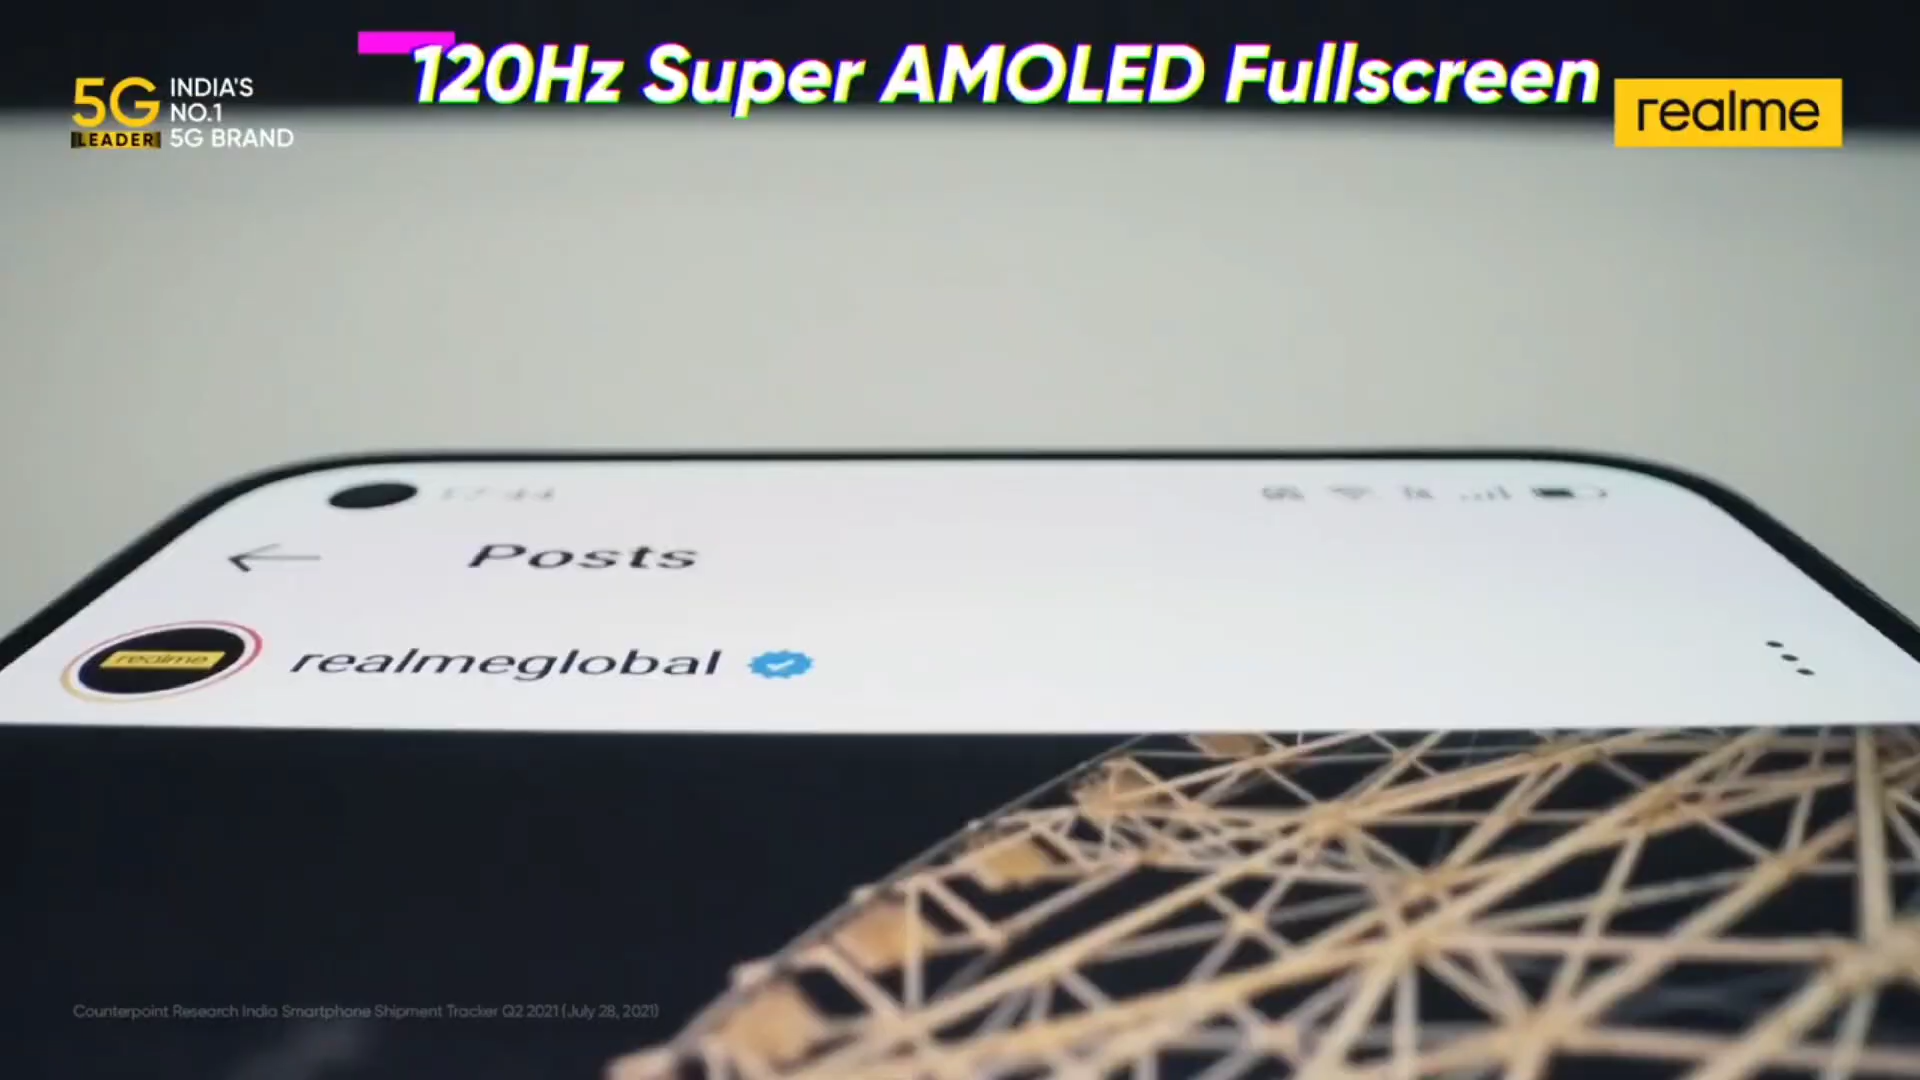 120Hz Super AMOLED Fullscreen
5G
LEADER
INDIA'S
NO.1
5G BRAND
realme
Posts
realme
realmeglobal
Counterpoint Research India Smartphone Shipment Tracker Q2 2021 (July 28, 2021)